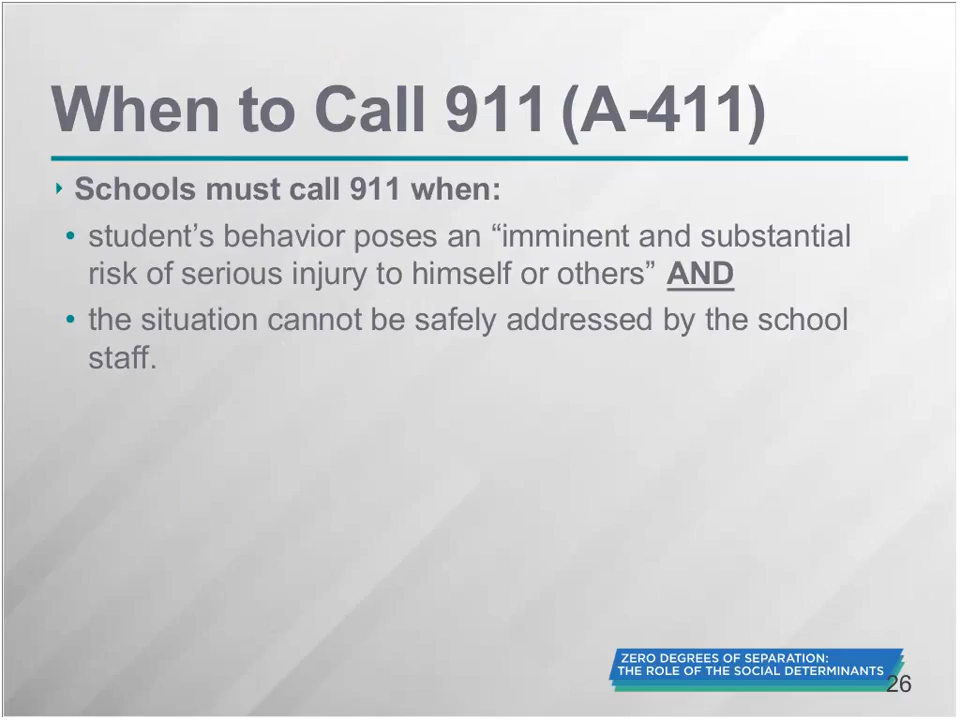 When to Call 911 (A-411)
‣ Schools must call 911 when:
• student’s behavior poses an “imminent and substantial
risk of serious injury to himself or others” AND
• the situation cannot be safely addressed by the school
staff.
ZERO DEGREES OF SEPARATION:
THE ROLE OF THE SOCIAL DETERMINANTS
26